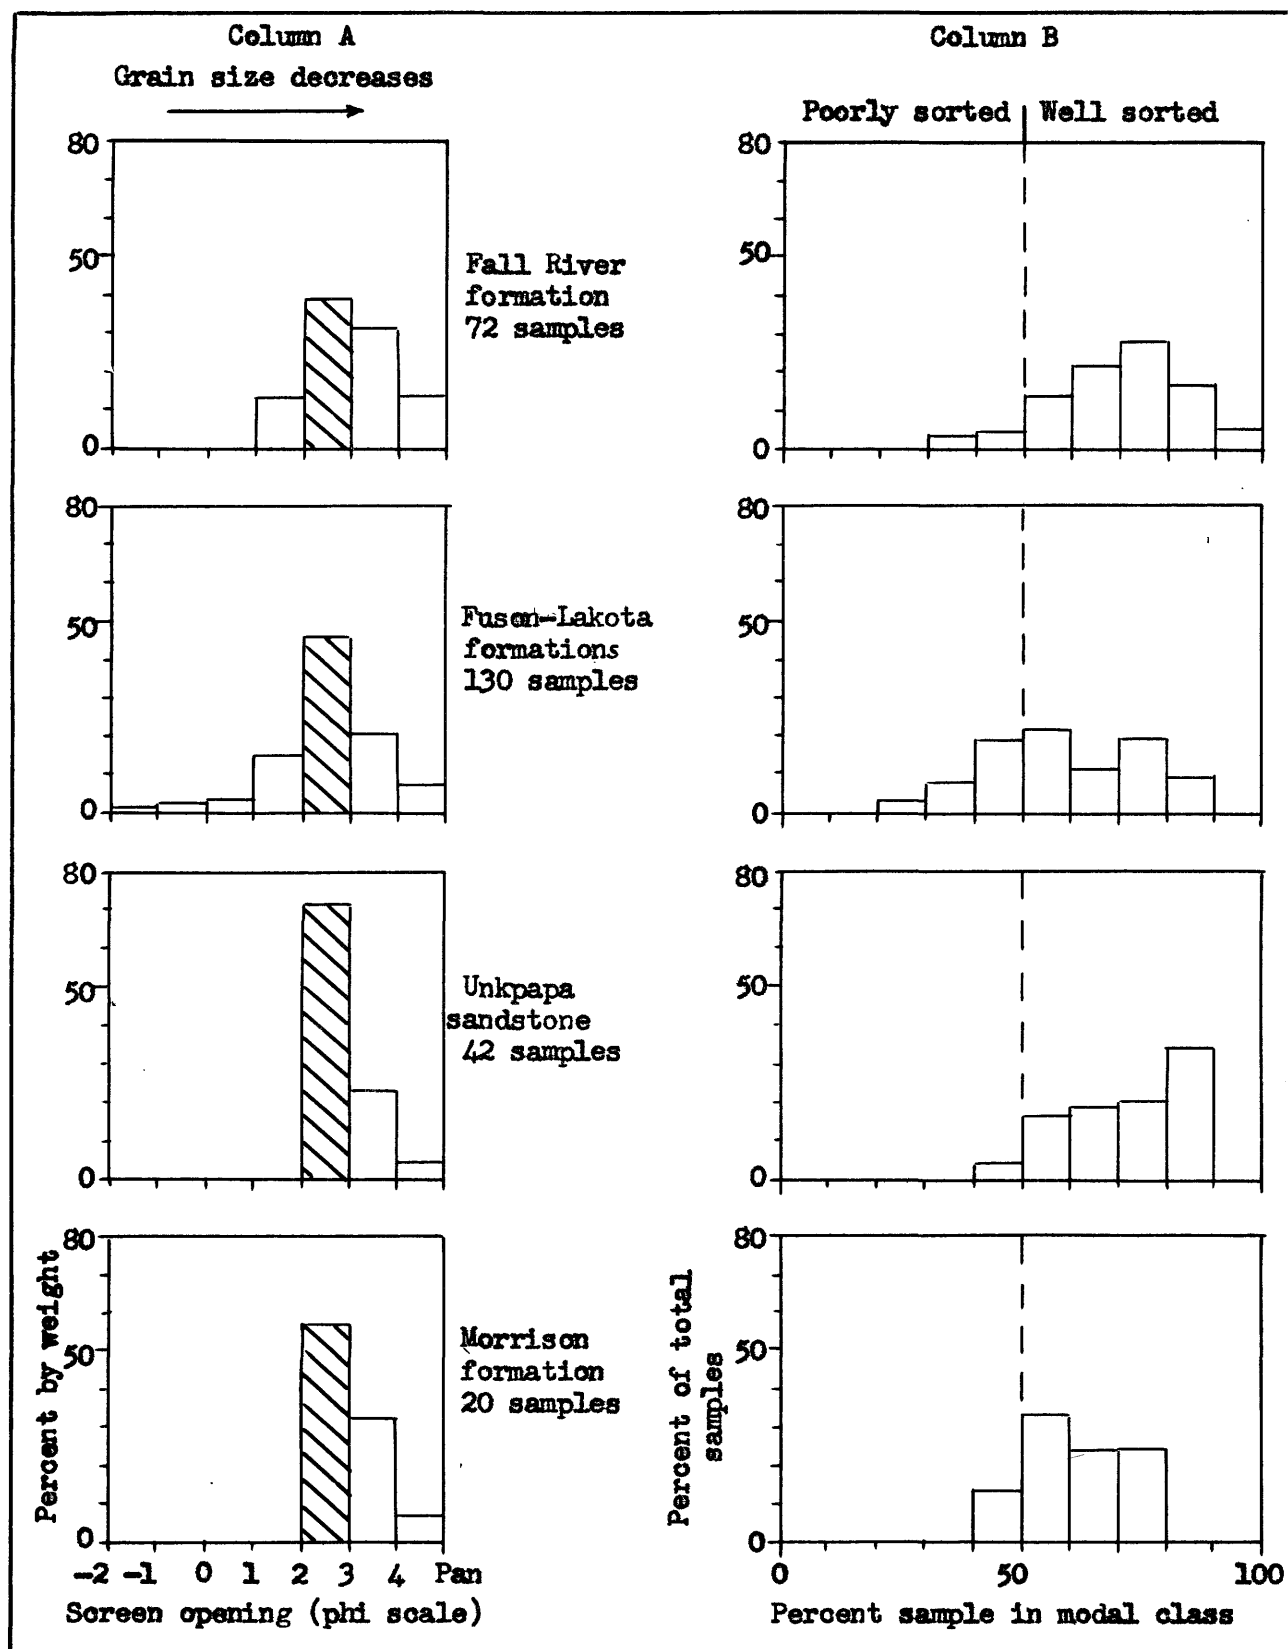 Column A
Grain size decreases
Column B
Poorly sorted
Well sorted
80
50
0
Fall River
formation
72 samples
80
50
0
80
50
0
Fuson-Lakota
formations
130 samples
80
50
0
80
50
0
Unkpapa
sandstone
42 samples
80
50
0
80
50
0
Percent by weight
-2 -1 0 1 2 3 4 Pan
Screen opening (phi scale)
Morrison
formation
20 samples
80
50
0
Percent of total
samples
0 50 100
Percent sample in modal class